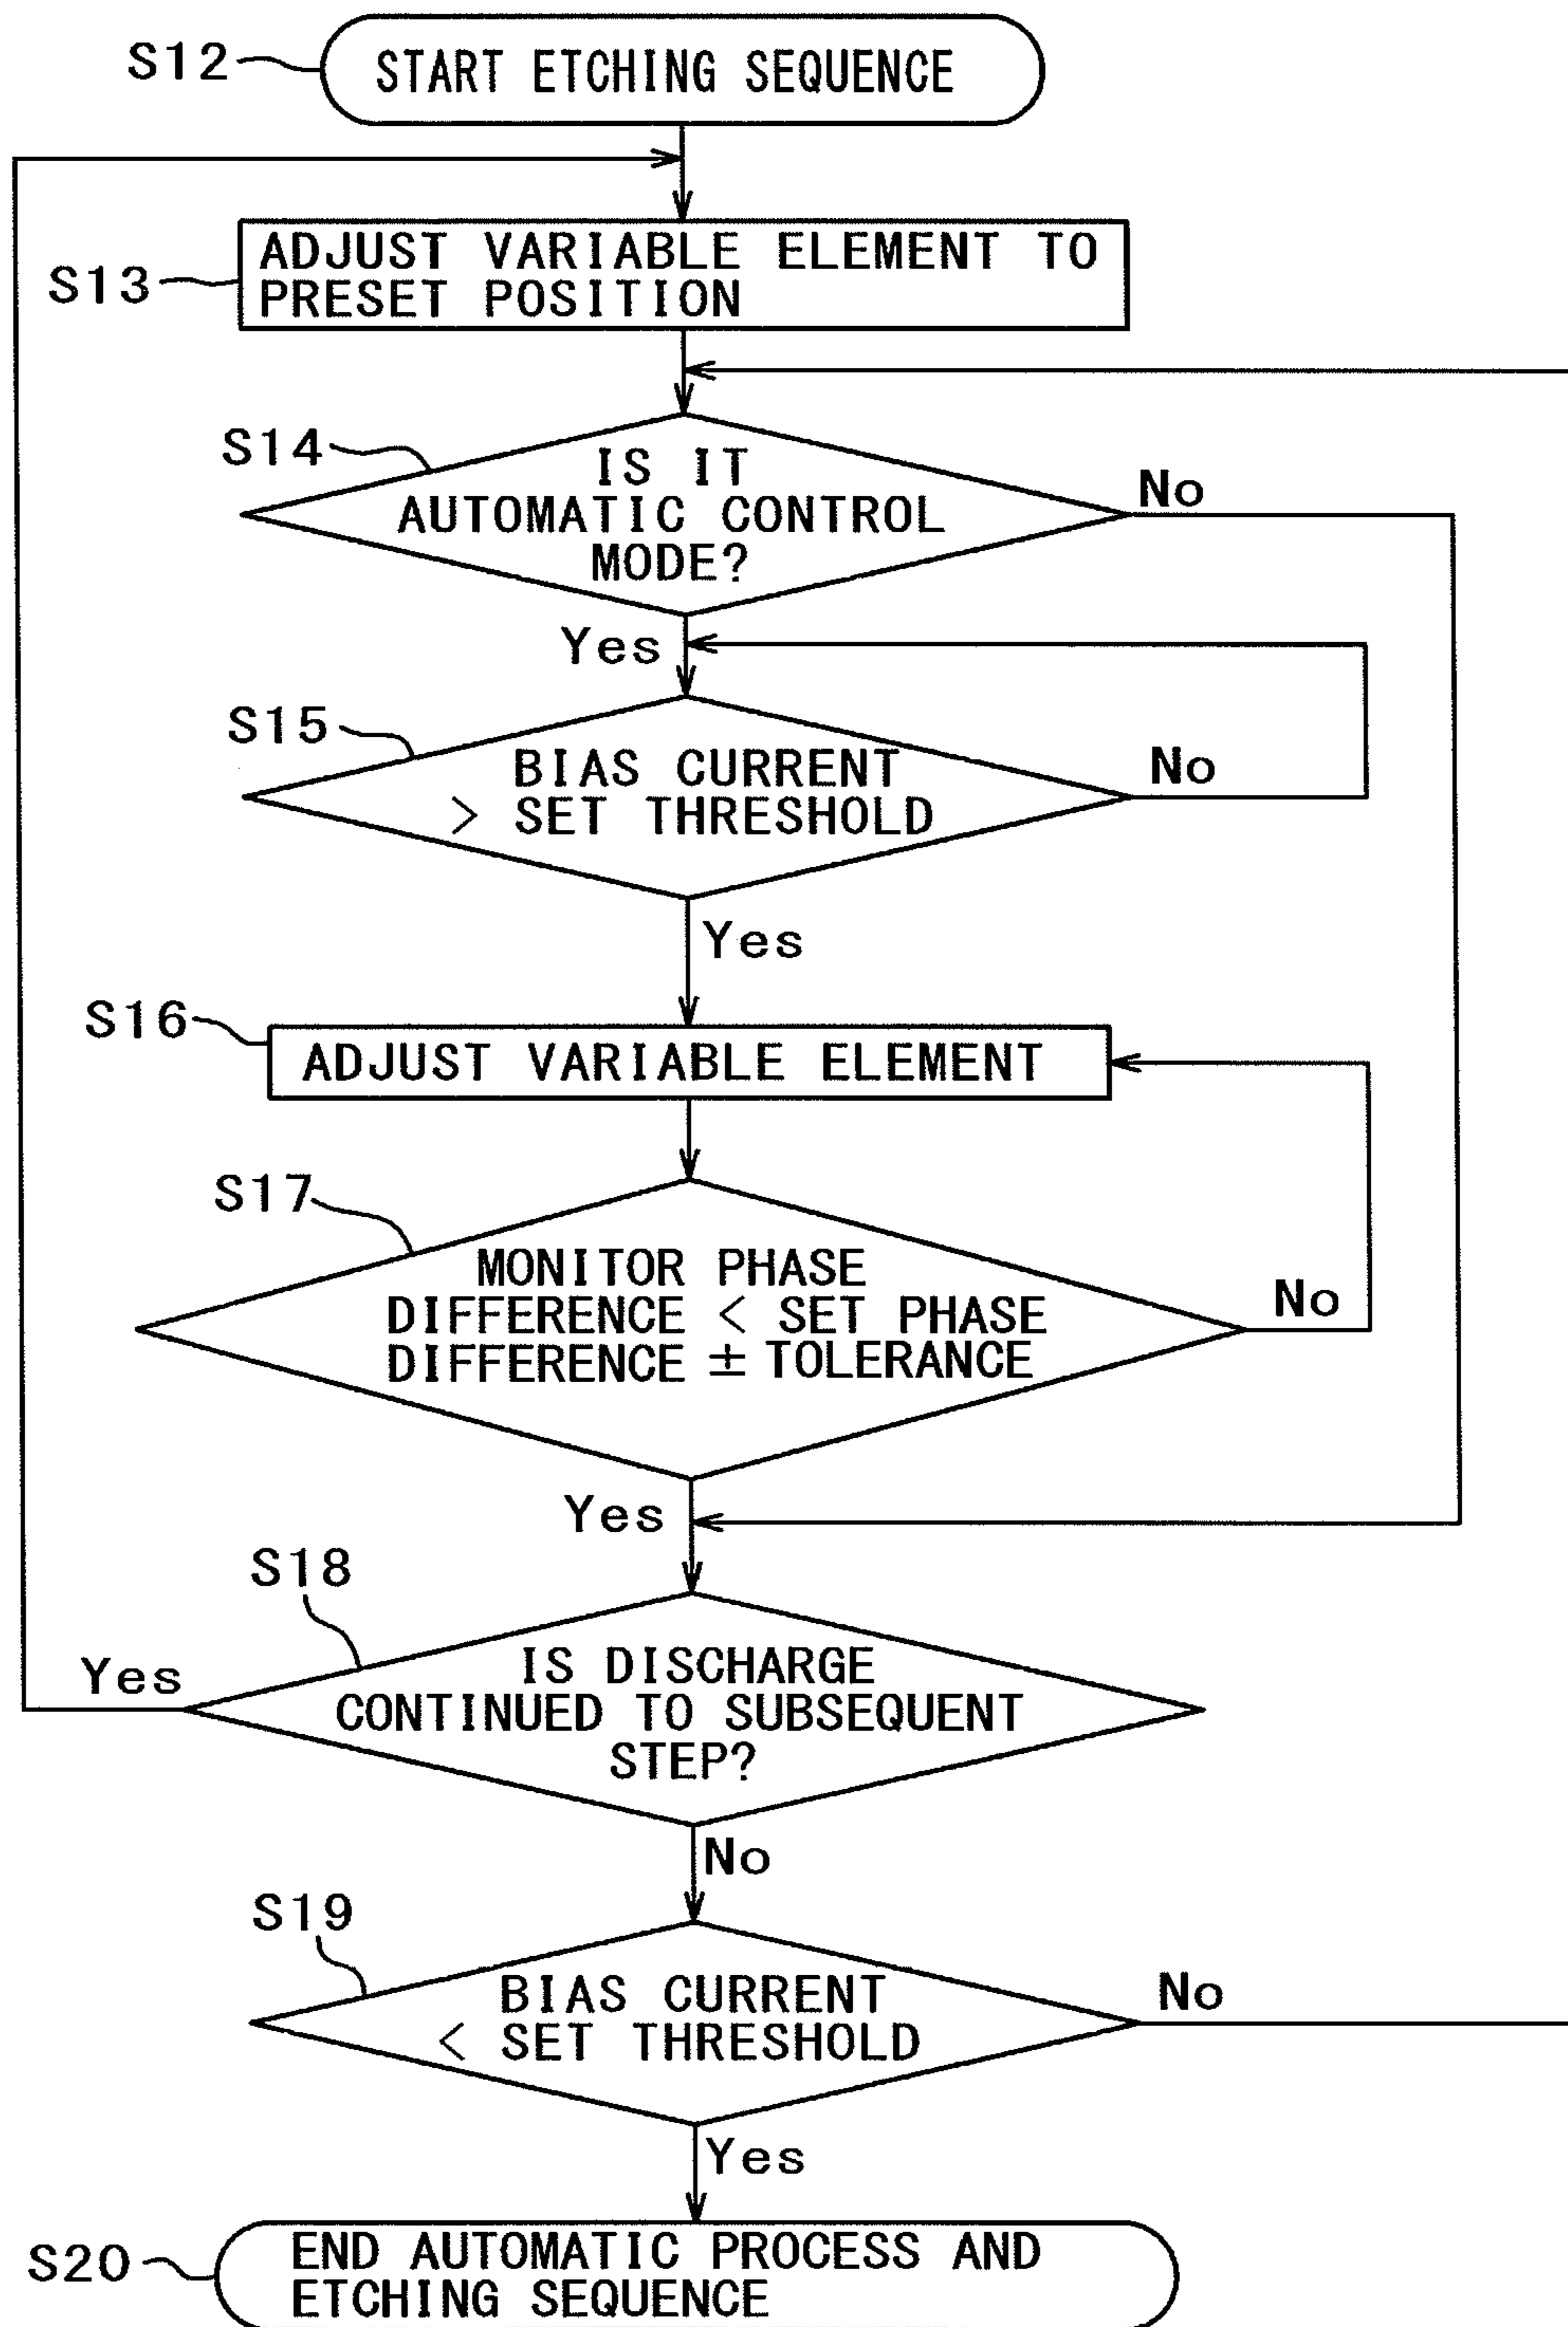 S12
START ETCHING SEQUENCE
S13
ADJUST VARIABLE ELEMENT TO
PRESET POSITION
S14
IS IT
AUTOMATIC CONTROL
MODE?
No
Yes
S15
BIAS CURRENT
> SET THRESHOLD
No
Yes
S16
ADJUST VARIABLE ELEMENT
S17
MONITOR PHASE
DIFFERENCE < SET PHASE
DIFFERENCE ± TOLERANCE
No
Yes
S18
IS DISCHARGE
CONTINUED TO SUBSEQUENT
STEP?
Yes
No
S19
BIAS CURRENT
< SET THRESHOLD
No
Yes
S20
END AUTOMATIC PROCESS AND
ETCHING SEQUENCE